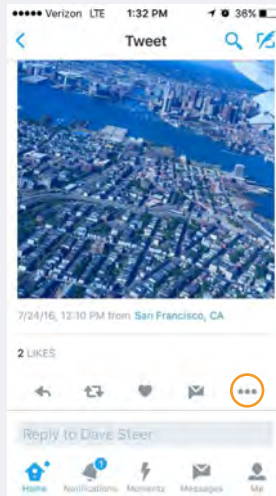 Verizon LTE 1:32 PM 36%
Tweet
7/24/16, 12:10 PM from San Francisco, CA
2 LIKES
Reply to Dave Steer
Home Notifications Moments Messages Me